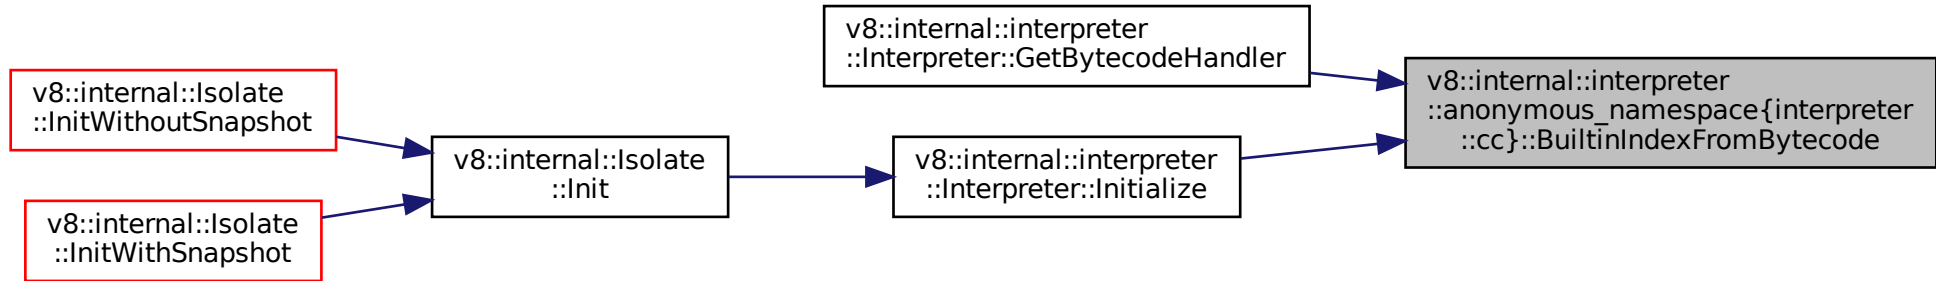 v8::internal::Isolate
::InitWithoutSnapshot
v8::internal::Isolate
::InitWithSnapshot
v8::internal::Isolate
::Init
v8::internal::interpreter
::Interpreter::GetBytecodeHandler
v8::internal::interpreter
::Interpreter::Initialize
v8::internal::interpreter
::anonymous_namespace{interpreter
::cc}::BuiltinIndexFromBytecode